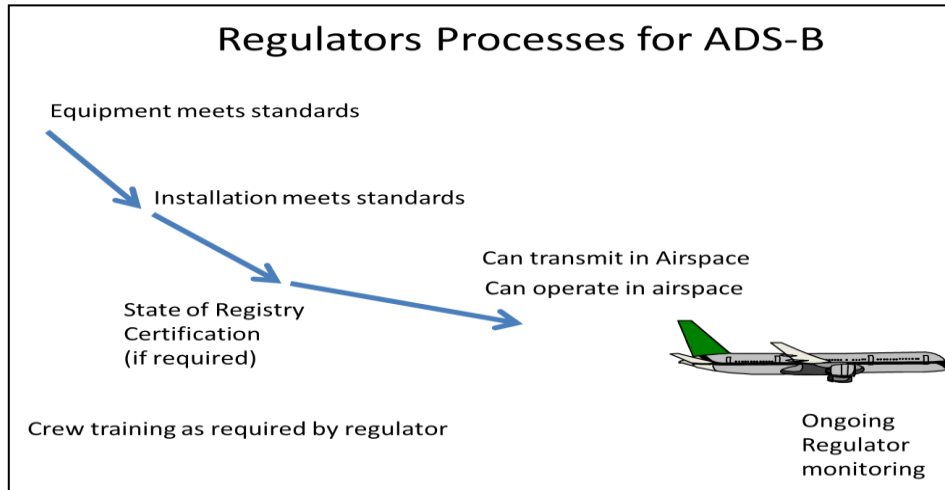 Regulators Processes for ADS-B
Equipment meets standards
Installation meets standards
Can transmit in Airspace
Can operate in airspace
State of Registry
Certification
(if required)
Crew training as required by regulator
Ongoing
Regulator
monitoring